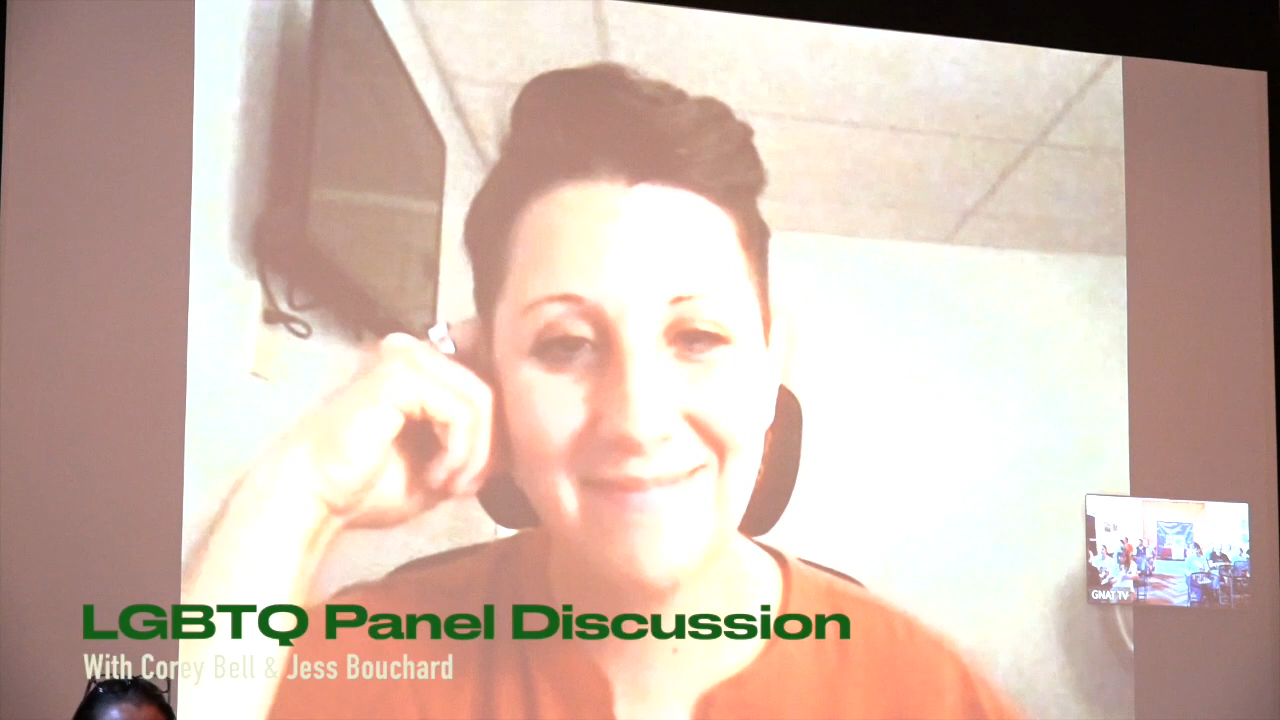 GNAT TV
LGBTQ Panel Discussion
With Corey Bell & Jess Bouchard